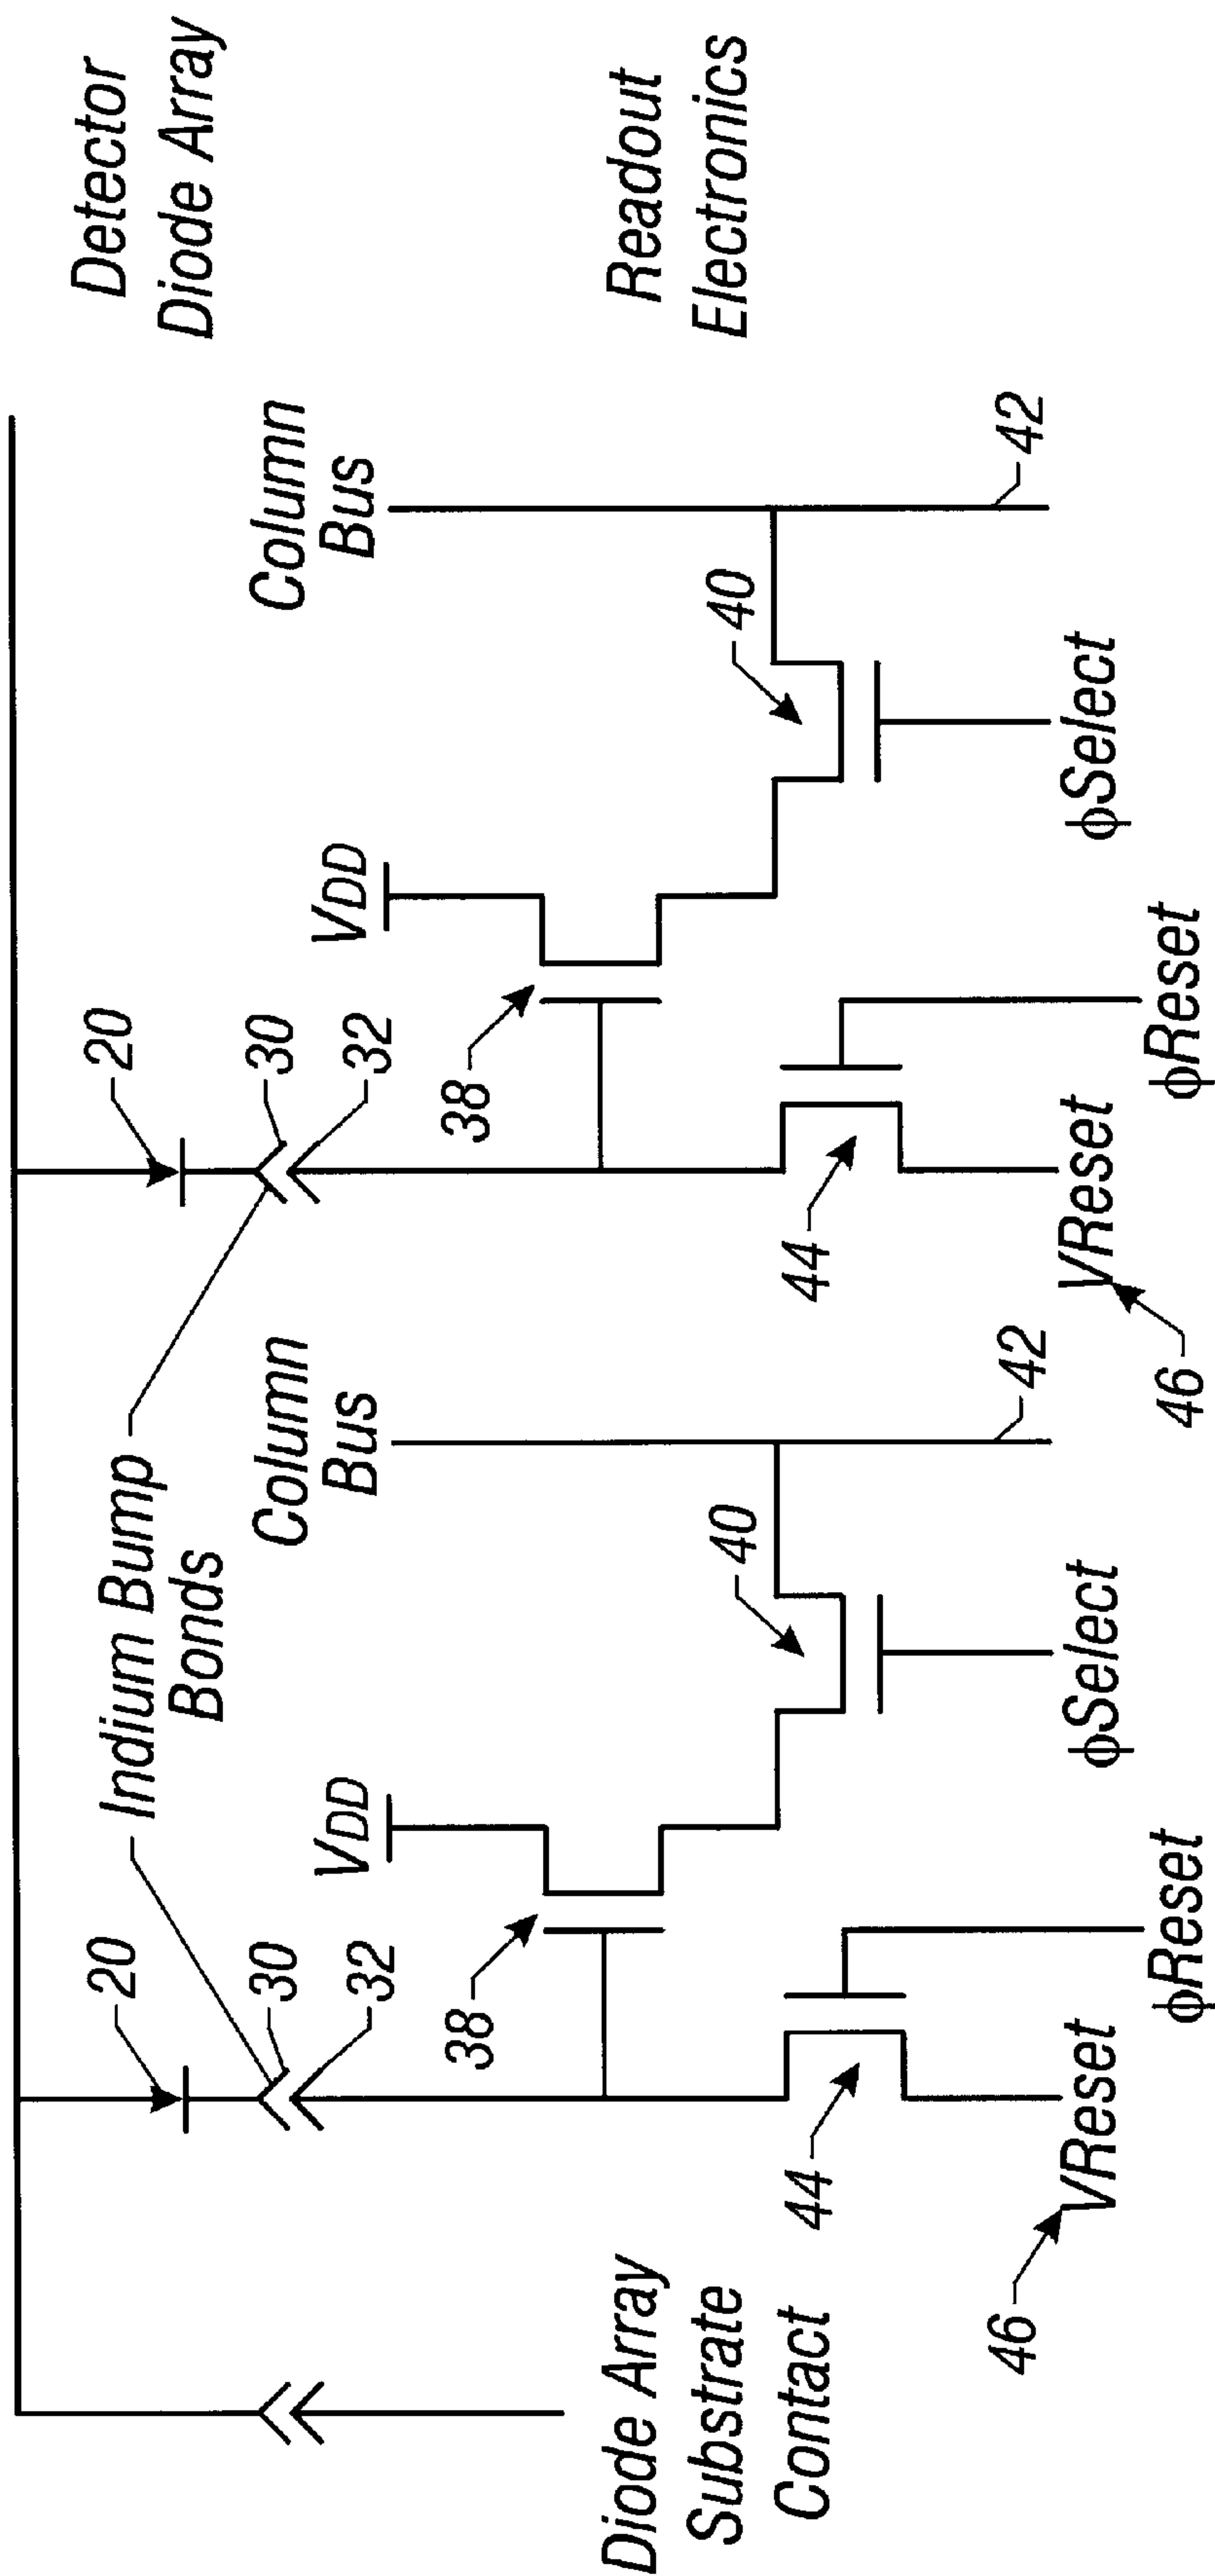 Detector
Diode Array
Indium Bump
Bonds
20
30
32
20
30
32
Column
Bus
Column
Bus
VDD
VDD
38
38
40
40
Readout
Electronics
Diode Array
Substrate
Contact
44
44
42
42
46
VReset
ϕReset
ϕSelect
46
VReset
ϕReset
ϕSelect